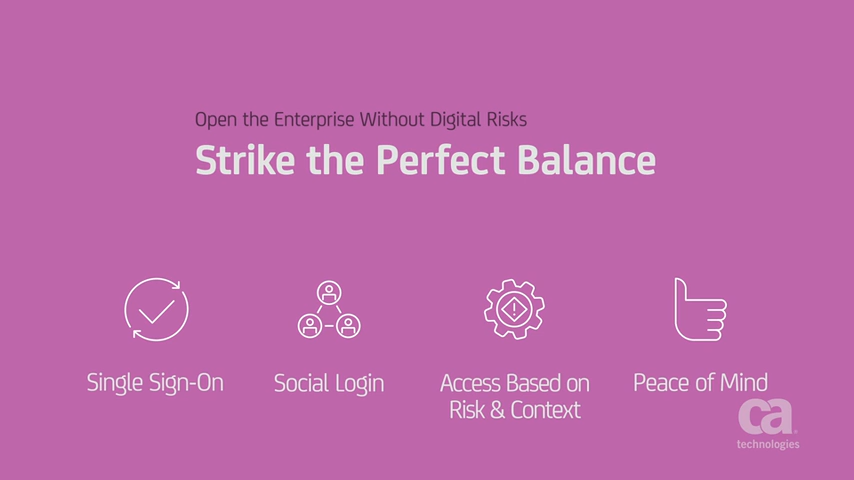 Open the Enterprise Without Digital Risks
Strike the Perfect Balance
Single Sign-On
Social Login
Access Based on
Risk & Context
Peace of Mind
ca
technologies